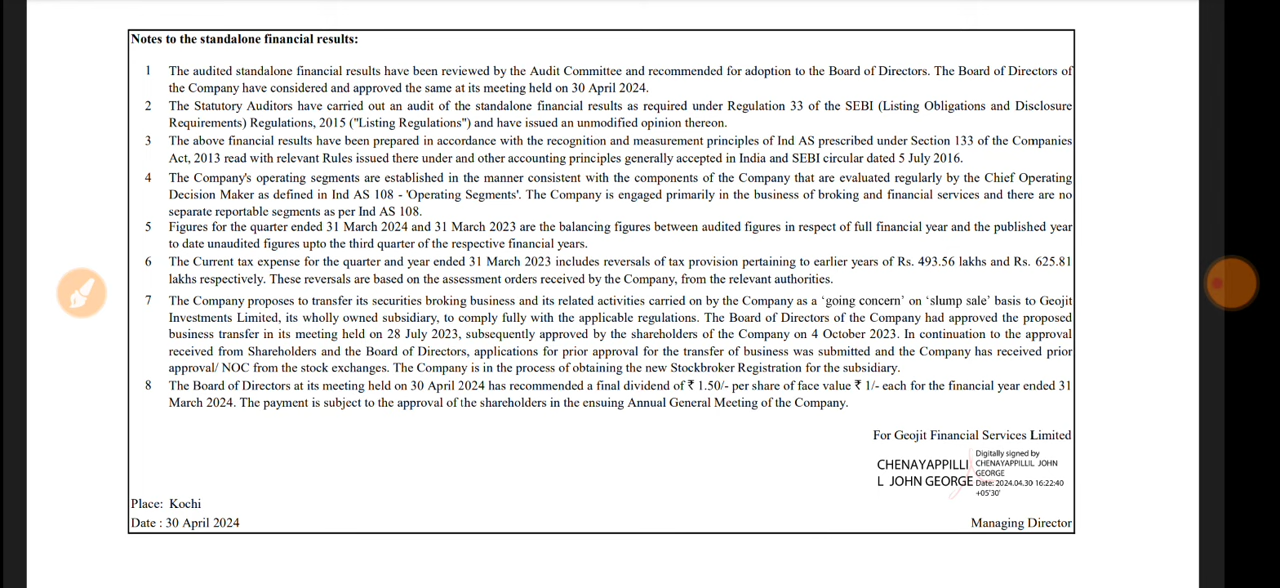 Notes to the standalone financial results:
1 The audited standalone financial results have been reviewed by the Audit Committee and recommended for adoption to the Board of Directors. The Board of Directors of
the Company have considered and approved the same at its meeting held on 30 April 2024.
2 The Statutory Auditors have carried out an audit of the standalone financial results as required under Regulation 33 of the SEBI (Listing Obligations and Disclosure
Requirements) Regulations, 2015 ("Listing Regulations") and have issued an unmodified opinion thereon.
3 The above financial results have been prepared in accordance with the recognition and measurement principles of Ind AS prescribed under Section 133 of the Companies
Act, 2013 read with relevant Rules issued there under and other accounting principles generally accepted in India and SEBI circular dated 5 July 2016.
4 The Company's operating segments are established in the manner consistent with the components of the Company that are evaluated regularly by the Chief Operating
Decision Maker as defined in Ind AS 108 - 'Operating Segments'. The Company is engaged primarily in the business of broking and financial services and there are no
separate reportable segments as per Ind AS 108.
5 Figures for the quarter ended 31 March 2024 and 31 March 2023 are the balancing figures between audited figures in respect of full financial year and the published year
to date unaudited figures upto the third quarter of the respective financial years.
6 The Current tax expense for the quarter and year ended 31 March 2023 includes reversals of tax provision pertaining to earlier years of Rs. 493.56 lakhs and Rs. 625.81
lakhs respectively. These reversals are based on the assessment orders received by the Company, from the relevant authorities.
7 The Company proposes to transfer its securities broking business and its related activities carried on by the Company as a ‘going concern’ on ‘slump sale’ basis to Geojit
Investments Limited, its wholly owned subsidiary, to comply fully with the applicable regulations. The Board of Directors of the Company had approved the proposed
business transfer in its meeting held on 28 July 2023, subsequently approved by the shareholders of the Company on 4 October 2023. In continuation to the approval
received from Shareholders and the Board of Directors, applications for prior approval for the transfer of business was submitted and the Company has received prior
approval/ NOC from the stock exchanges. The Company is in the process of obtaining the new Stockbroker Registration for the subsidiary.
8 The Board of Directors at its meeting held on 30 April 2024 has recommended a final dividend of ₹ 1.50/- per share of face value ₹ 1/- each for the financial year ended 31
March 2024. The payment is subject to the approval of the shareholders in the ensuing Annual General Meeting of the Company.
For Geojit Financial Services Limited
CHENAYAPPILLI
L JOHN GEORGE
Digitally signed by
CHENAYAPPILLIL JOHN
GEORGE
Date: 2024.04.30 16:22:40
+05'30'
Place: Kochi
Date : 30 April 2024
Managing Director